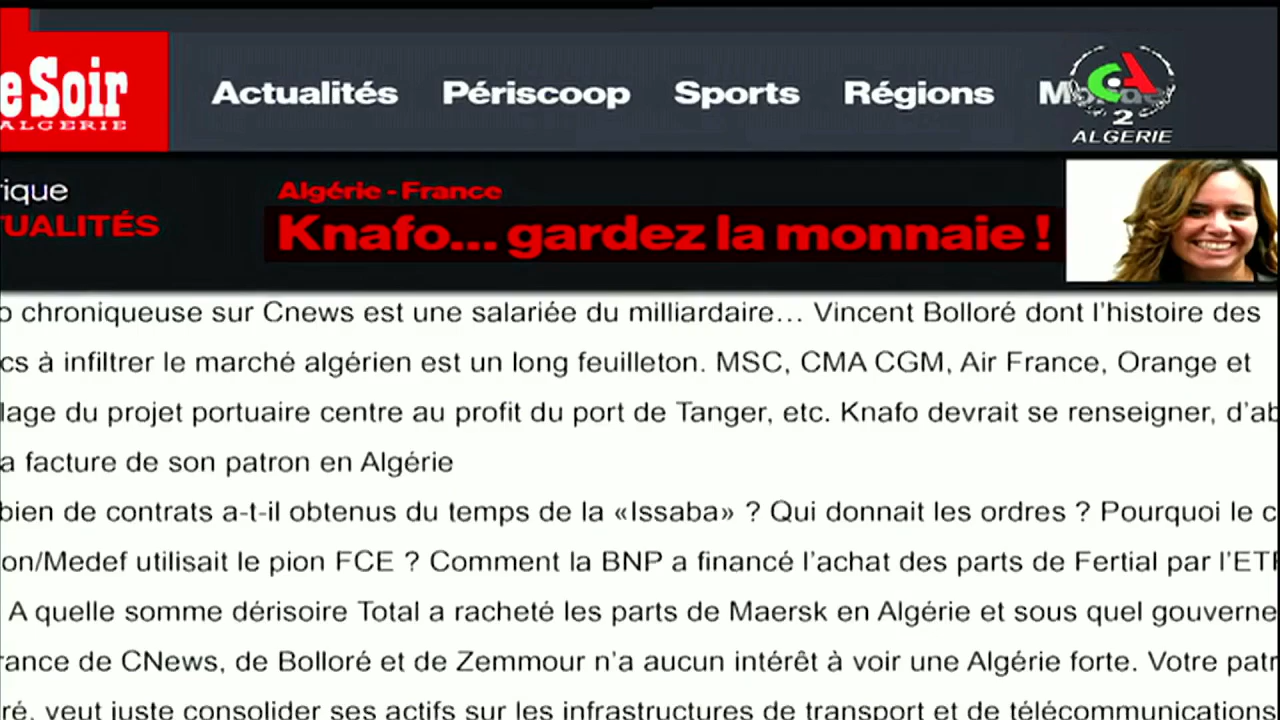 e Soir
ALGERIE
Actualités Périscoop Sports Régions
2
ALGERIE
rique
TUALITÉS
Algérie - France
Knafo... gardez la monnaie !
o chroniqueuse sur Cnews est une salariée du milliardaire… Vincent Bolloré dont l'histoire des
cs à infiltrer le marché algérien est un long feuilleton. MSC, CMA CGM, Air France, Orange et
lage du projet portuaire centre au profit du port de Tanger, etc. Knafo devrait se renseigner, d'ab
a facture de son patron en Algérie
bien de contrats a-t-il obtenus du temps de la «Issaba» ? Qui donnait les ordres ? Pourquoi le c
on/Medef utilisait le pion FCE ? Comment la BNP a financé l'achat des parts de Fertial par l'ETR
A quelle somme dérisoire Total a racheté les parts de Maersk en Algérie et sous quel gouverne
rance de CNews, de Bolloré et de Zemmour n'a aucun intérêt à voir une Algérie forte. Votre patr
ré, veut juste consolider ses actifs sur les infrastructures de transport et de télécommunications